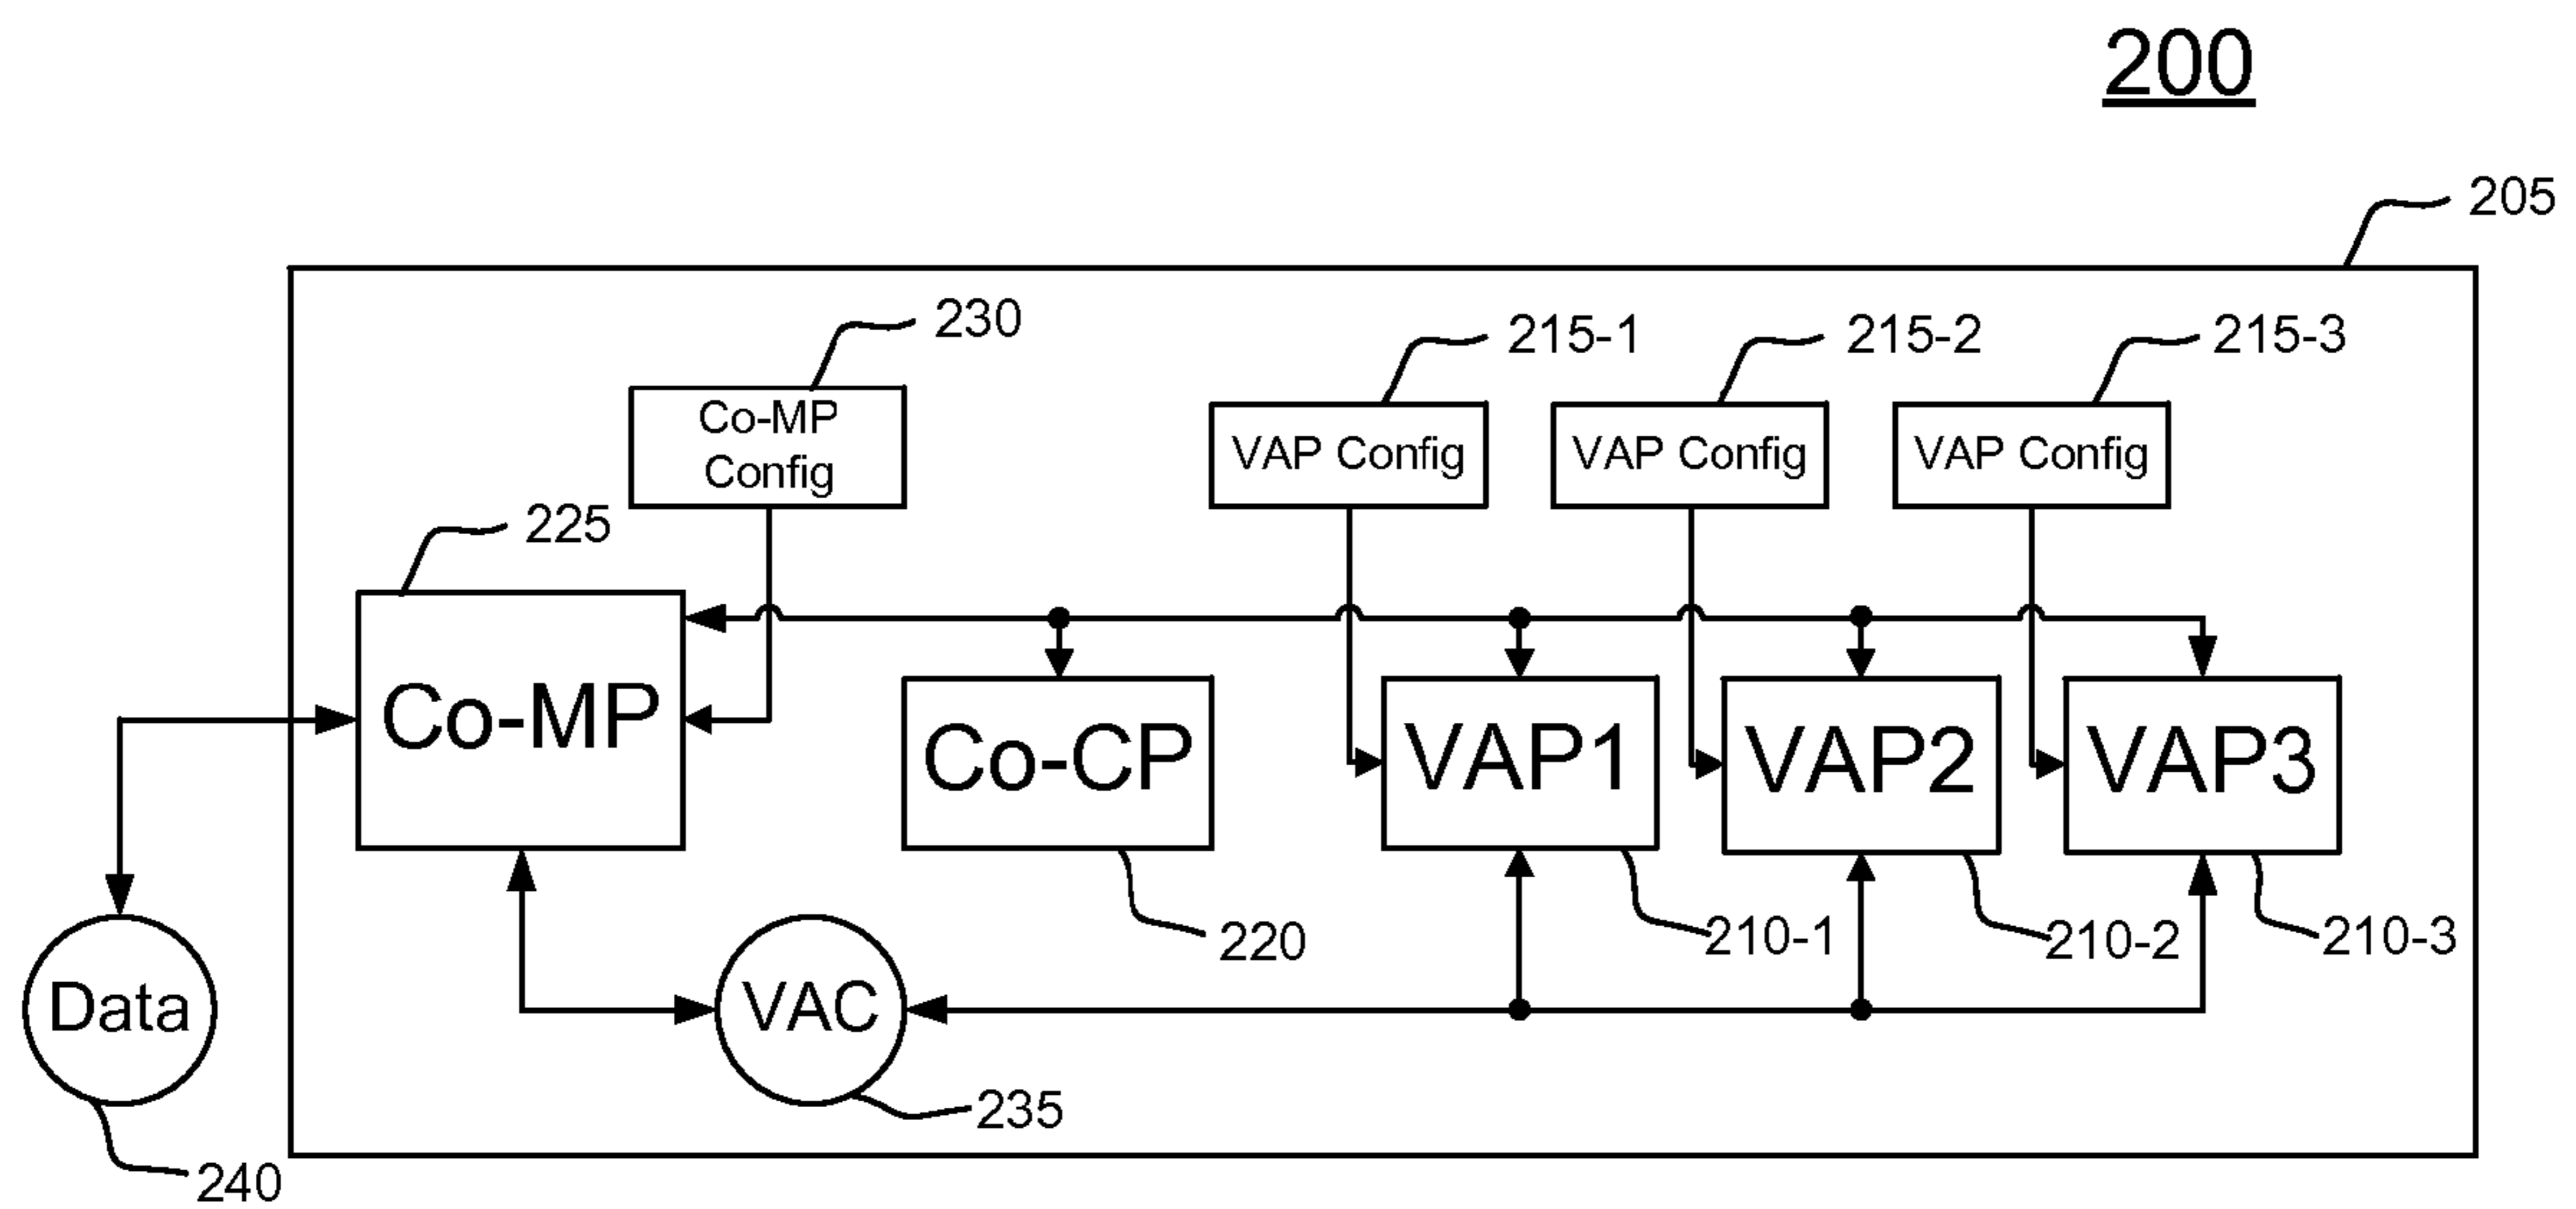 200
205
230
215-1
215-2
215-3
Co-MP
Config
VAP Config
VAP Config
VAP Config
225
Co-MP
Co-CP
VAP1
VAP2
VAP3
220
210-1
210-2
210-3
Data
VAC
235
240